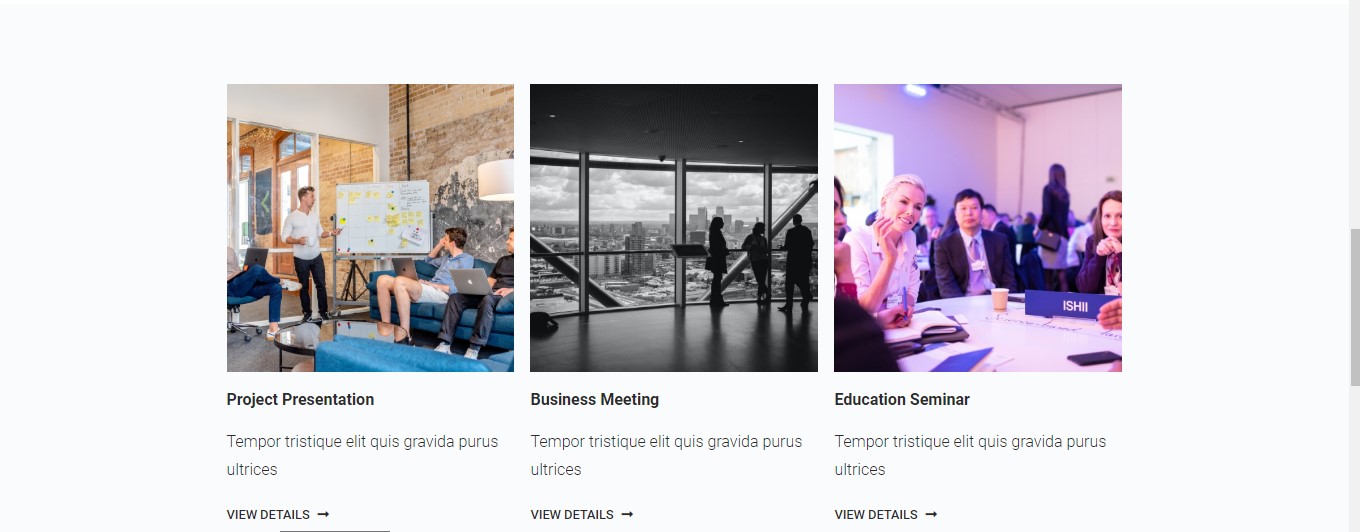 ISHII
Project Presentation
Tempor tristique elit quis gravida purus
ultrices
VIEW DETAILS →
Business Meeting
Tempor tristique elit quis gravida purus
ultrices
VIEW DETAILS →
Education Seminar
Tempor tristique elit quis gravida purus
ultrices
VIEW DETAILS →